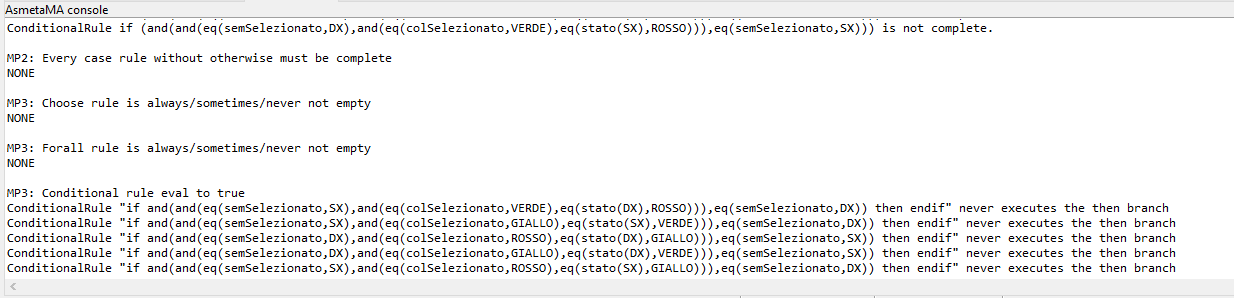 AsmetaMA console
ConditionalRule if (and(and(eq(semSelezionato,DX),and(eq(colSelezionato,VERDE),eq(stato(SX),ROSSO))),eq(semSelezionato,SX))) is not complete.
MP2: Every case rule without otherwise must be complete
NONE
MP3: Choose rule is always/sometimes/never not empty
NONE
MP3: Forall rule is always/sometimes/never not empty
NONE
MP3: Conditional rule eval to true
ConditionalRule "if and(and(eq(semSelezionato,SX),and(eq(colSelezionato,VERDE),eq(stato(DX),ROSSO))),eq(semSelezionato,DX)) then endif" never executes the then branch
ConditionalRule "if and(and(eq(semSelezionato,SX),and(eq(colSelezionato,GIALLO),eq(stato(SX),VERDE))),eq(semSelezionato,DX)) then endif" never executes the then branch
ConditionalRule "if and(and(eq(semSelezionato,DX),and(eq(colSelezionato,ROSSO),eq(stato(DX),GIALLO))),eq(semSelezionato,SX)) then endif" never executes the then branch
ConditionalRule "if and(and(eq(semSelezionato,DX),and(eq(colSelezionato,GIALLO),eq(stato(DX),VERDE))),eq(semSelezionato,SX)) then endif" never executes the then branch
ConditionalRule "if and(and(eq(semSelezionato,SX),and(eq(colSelezionato,ROSSO),eq(stato(SX),GIALLO))),eq(semSelezionato,DX)) then endif" never executes the then branch